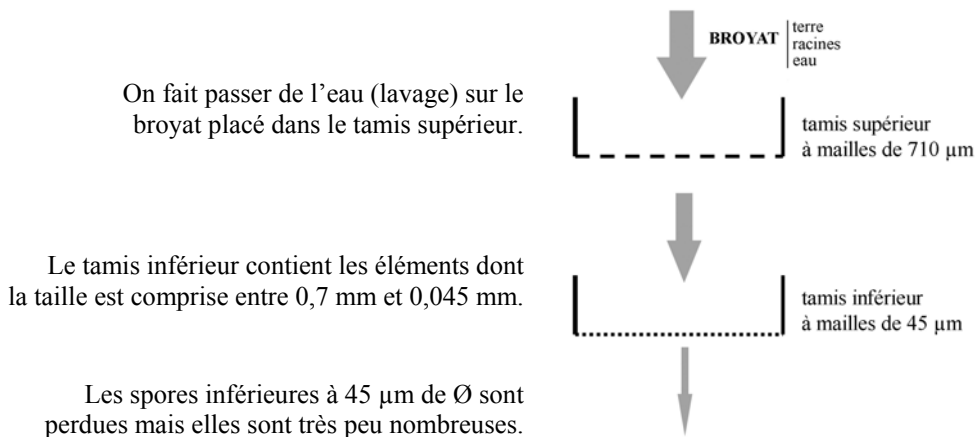 BROYAT
terre
racines
eau
On fait passer de l’eau (lavage) sur le
broyat placé dans le tamis supérieur.
tamis supérieur
à mailles de 710 µm
Le tamis inférieur contient les éléments dont
la taille est comprise entre 0,7 mm et 0,045 mm.
tamis inférieur
à mailles de 45 µm
Les spores inférieures à 45 µm de Ø sont
perdues mais elles sont très peu nombreuses.